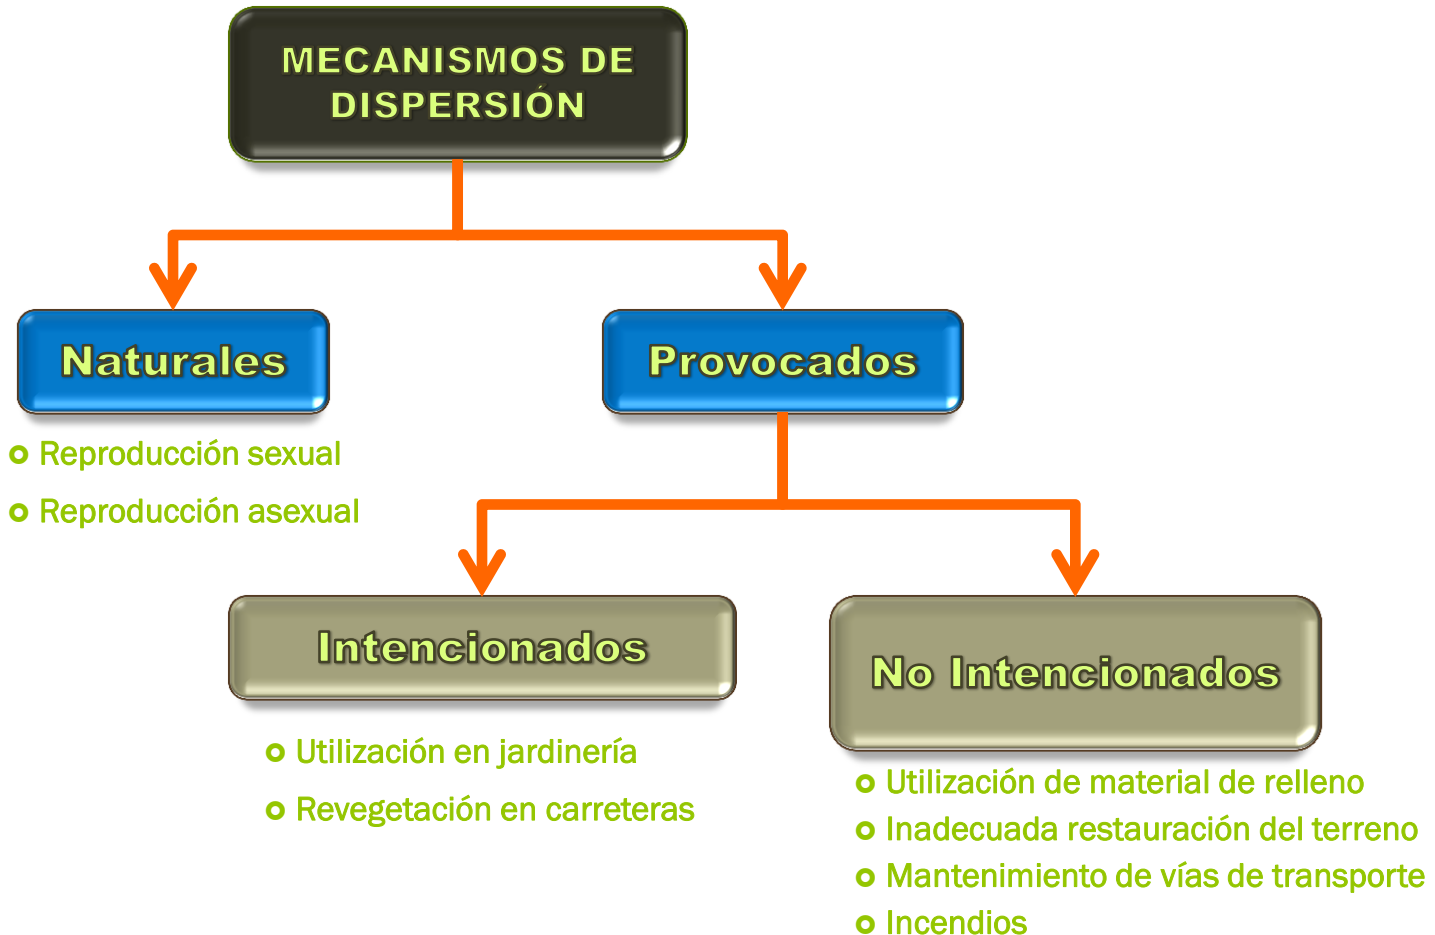 MECANISMOS DE
DISPERSIÓN
Naturales
Provocados
Reproducción sexual
Reproducción asexual
Intencionados
No Intencionados
Utilización en jardinería
Revegetación en carreteras
Utilización de material de relleno
Inadecuada restauración del terreno
Mantenimiento de vías de transporte
Incendios